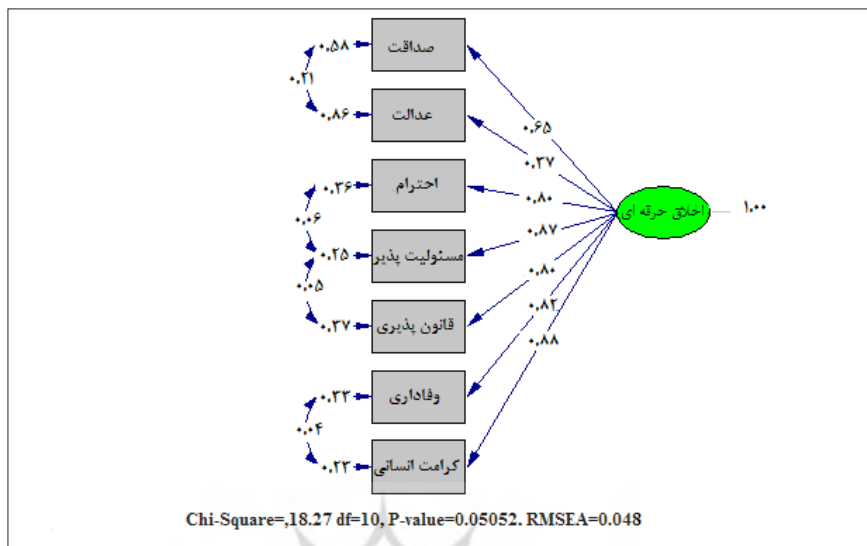 صداقت
۰.۵۸
۰.۲۱
عدالت
۰.۸۶
احترام
۰.۳۶
۰.۰۶
مسئولیت پذیر
۰.۲۵
۰.۰۵
قانون پذیری
۰.۳۷
وفاداری
۰.۳۳
۰.۰۴
کرامت انسانی
۰.۲۳
۰.۶۵
۰.۳۷
۰.۸۰
۰.۸۷
۰.۸۰
۰.۸۲
۰.۸۸
اخلاق حرقه ای
۱.۰۰
Chi-Square=,18.27 df=10, P-value=0.05052. RMSEA=0.048